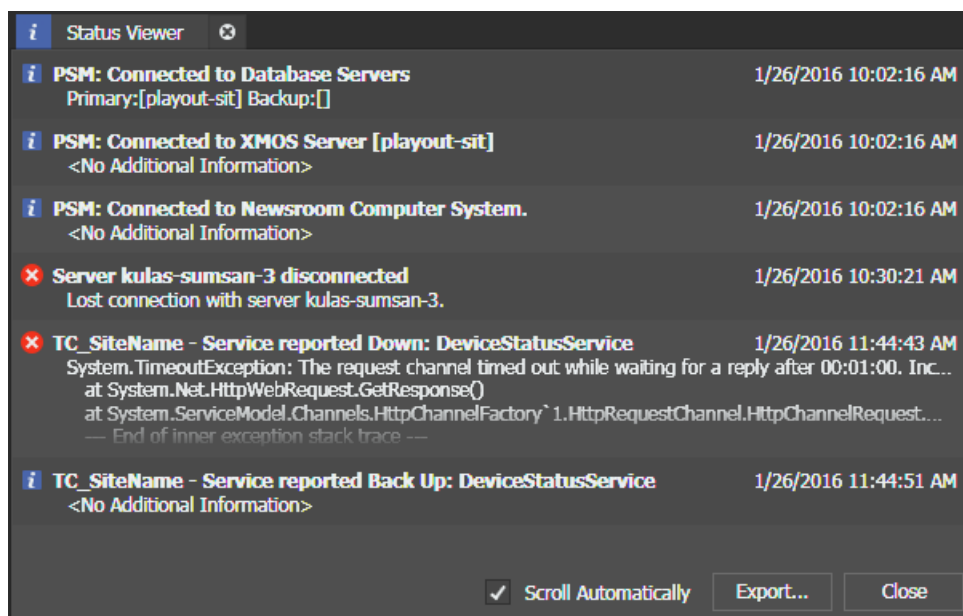 Status Viewer
PSM: Connected to Database Servers 1/26/2016 10:02:16 AM
Primary:[playout-sit] Backup:[]
PSM: Connected to XMOS Server [playout-sit] 1/26/2016 10:02:16 AM
<No Additional Information>
PSM: Connected to Newsroom Computer System. 1/26/2016 10:02:16 AM
<No Additional Information>
Server kulas-sumsan-3 disconnected 1/26/2016 10:30:21 AM
Lost connection with server kulas-sumsan-3.
TC_SiteName - Service reported Down: DeviceStatusService 1/26/2016 11:44:43 AM
System.TimeoutException: The request channel timed out while waiting for a reply after 00:01:00. Inc...
at System.Net.HttpWebRequest.GetResponse()
at System.ServiceModel.Channels.HttpChannelFactory`1.HttpRequestChannel.HttpChannelRequest....
--- End of inner exception stack trace ---
TC_SiteName - Service reported Back Up: DeviceStatusService 1/26/2016 11:44:51 AM
<No Additional Information>
Scroll Automatically Export... Close